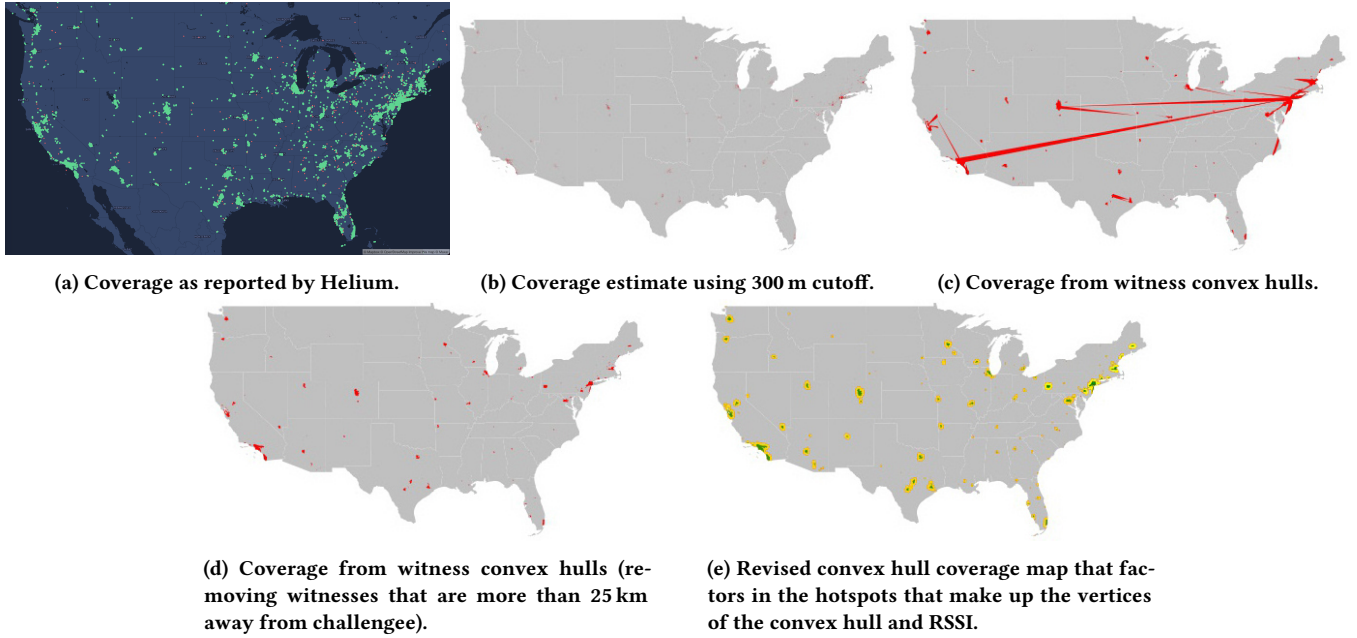 (a) Coverage as reported by Helium.
(b) Coverage estimate using 300 m cutoff.
(c) Coverage from witness convex hulls.
(d) Coverage from witness convex hulls (re-
moving witnesses that are more than 25 km
away from challengee).
(e) Revised convex hull coverage map that fac-
tors in the hotspots that make up the vertices
of the convex hull and RSSI.